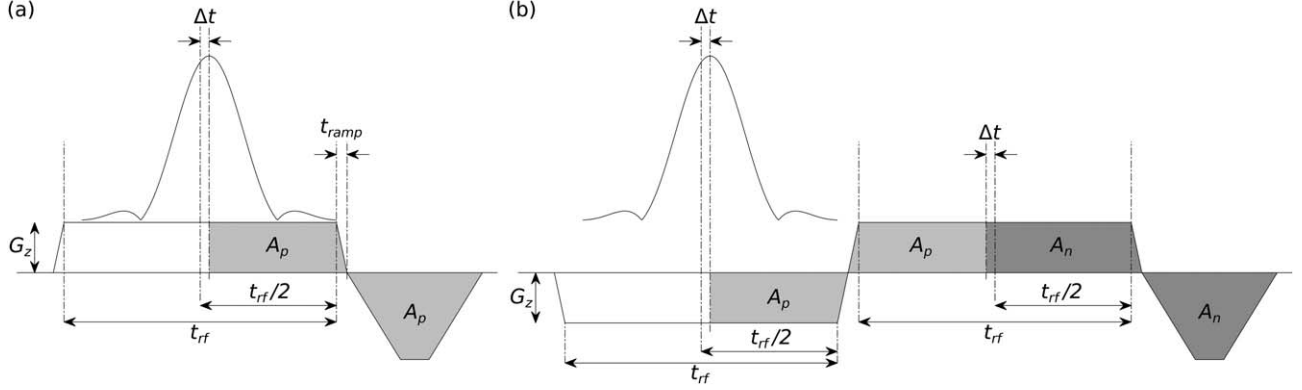 (a)
Δt
t_ramp
G_z
A_p
t_rf/2
t_rf
A_p
(b)
Δt
Δt
A_p
A_n
G_z
A_p
t_rf/2
t_rf/2
t_rf
t_rf
A_n